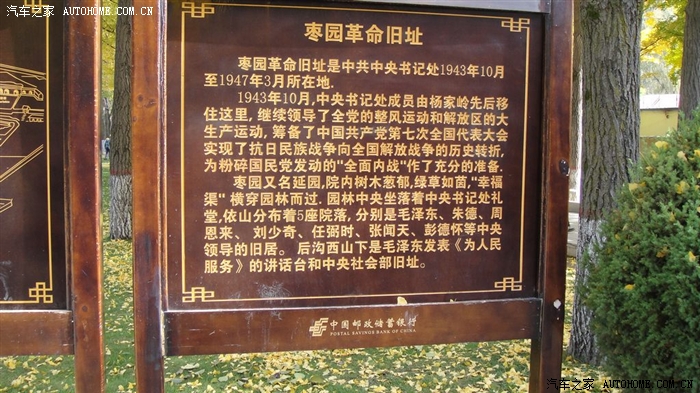 汽车之家 AUTOHOME.COM.CN
枣园革命旧址
枣园革命旧址是中共中央书记处1943年10月
至1947年3月所在地.
1943年10月,中央书记处成员由杨家岭先后移
住这里,继续领导了全党的整风运动和解放区的大
生产运动,筹备了中国共产党第七次全国代表大会
实现了抗日民族战争向全国解放战争的历史转折,
为粉碎国民党发动的"全面内战"作了充分的准备.
枣园又名延园,院内树木葱郁,绿草如茵,"幸福
渠"横穿园林而过.园林中央坐落着中央书记处礼
堂,依山分布着5座院落,分别是毛泽东、朱德、周
恩来、刘少奇、任弼时、张闻天、彭德怀等中央
领导的旧居。后沟西山下是毛泽东发表《为人民
服务》的讲话台和中央社会部旧址。
中国邮政储蓄银行
POSTAL SAVINGS BANK OF CHINA
汽车之家 AUTOHOME.COM.CN